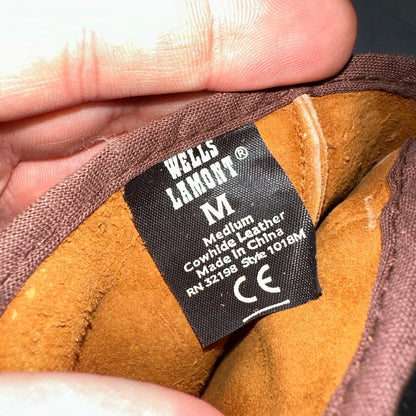 WELLS
LAMONT®
M
Medium
Cowhide Leather
Made in China
RN 32198 Style 1018M
CE